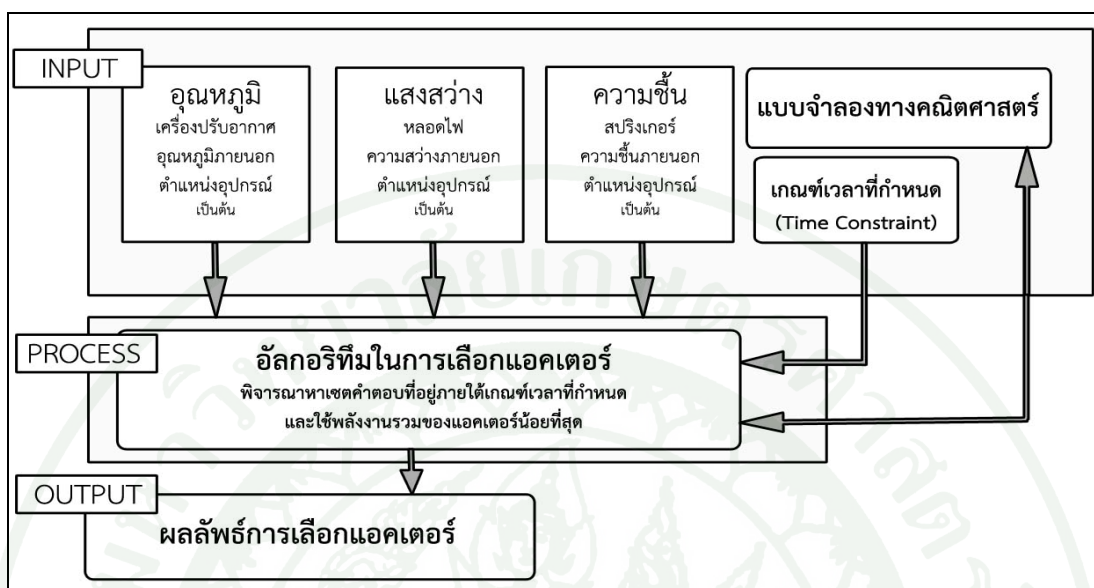 INPUT
อุณหภูมิ
เครื่องปรับอากาศ
อุณหภูมิภายนอก
ตำแหน่งอุปกรณ์
เป็นต้น
แสงสว่าง
หลอดไฟ
ความสว่างภายนอก
ตำแหน่งอุปกรณ์
เป็นต้น
ความชื้น
สปริงเกอร์
ความชื้นภายนอก
ตำแหน่งอุปกรณ์
เป็นต้น
แบบจำลองทางคณิตศาสตร์
เกณฑ์เวลาที่กำหนด
(Time Constraint)
PROCESS
อัลกอริทึมในการเลือกแอคเตอร์
พิจารณาหาเซตคำตอบที่อยู่ภายใต้เกณฑ์เวลาที่กำหนด
และใช้พลังงานรวมของแอคเตอร์น้อยที่สุด
OUTPUT
ผลลัพธ์การเลือกแอคเตอร์